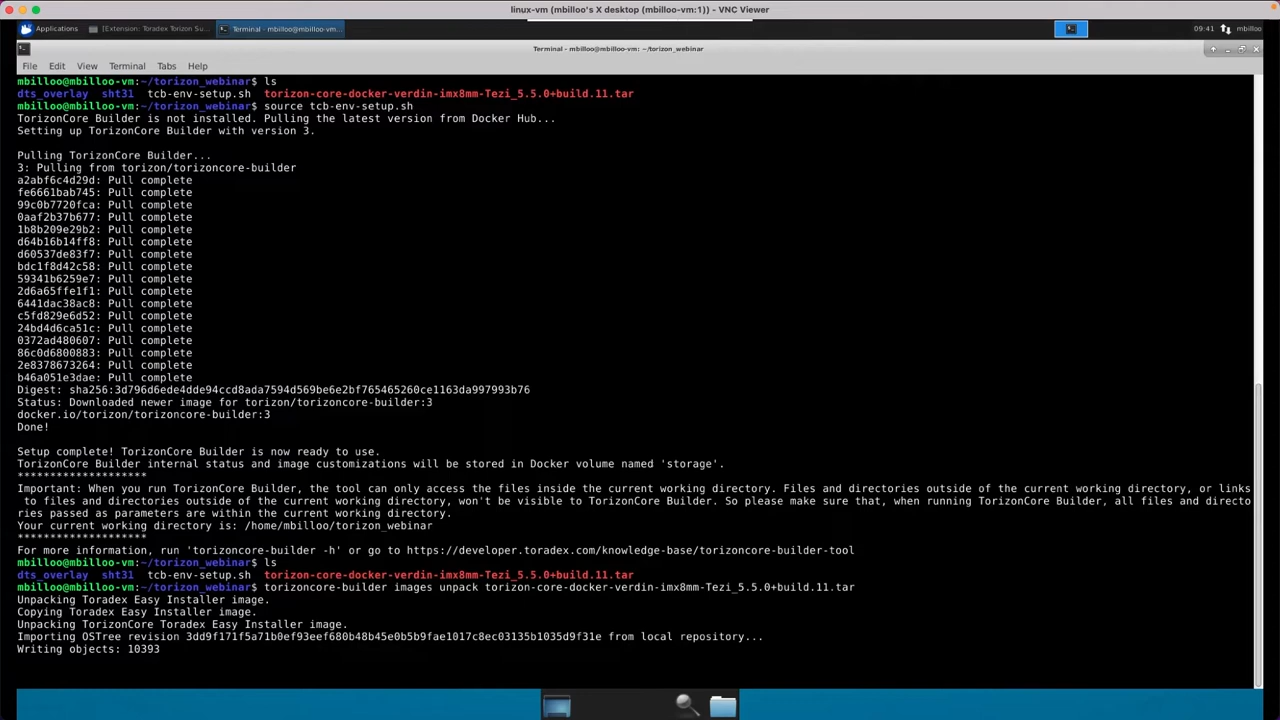 linux-vm (mbilloo's X desktop (mbilloo-vm:1)) - VNC Viewer
Applications [Extension: Toradex Torizon Su... Terminal - mbilloo@mbilloo-vm... 09:41 mbilloo
Terminal - mbilloo@mbilloo-vm: ~/torizon_webinar
File Edit View Terminal Tabs Help
mbilloo@mbilloo-vm:~/torizon_webinar$ ls
dts_overlay sht31 tcb-env-setup.sh torizon-core-docker-verdin-imx8mm-Tezi_5.5.0+build.11.tar
mbilloo@mbilloo-vm:~/torizon_webinar$ source tcb-env-setup.sh
TorizonCore Builder is not installed. Pulling the latest version from Docker Hub...
Setting up TorizonCore Builder with version 3.
Pulling TorizonCore Builder...
3: Pulling from torizon/torizoncore-builder
a2abf6c4d29d: Pull complete
fe6661bab745: Pull complete
99c0b7720fca: Pull complete
0aaf2b37b677: Pull complete
1b8b209e29b2: Pull complete
d64b16b14ff8: Pull complete
d60537de83f7: Pull complete
bdc1f8d42c58: Pull complete
59341b6259e7: Pull complete
2d6a65ffe1f1: Pull complete
6441dac38ac8: Pull complete
c5fd829e6d52: Pull complete
24bd4d6ca51c: Pull complete
0372ad480607: Pull complete
86c0d6800883: Pull complete
2e8378673264: Pull complete
b46a051e3dae: Pull complete
Digest: sha256:3d796d6ede4dde94ccd8ada7594d569be6e2bf765465260ce1163da997993b76
Status: Downloaded newer image for torizon/torizoncore-builder:3
docker.io/torizon/torizoncore-builder:3
Done!
Setup complete! TorizonCore Builder is now ready to use.
TorizonCore Builder internal status and image customizations will be stored in Docker volume named 'storage'.
********************
Important: When you run TorizonCore Builder, the tool can only access the files inside the current working directory. Files and directories outside of the current working directory, or links
to files and directories outside of the current working directory, won't be visible to TorizonCore Builder. So please make sure that, when running TorizonCore Builder, all files and directo
ries passed as parameters are within the current working directory.
Your current working directory is: /home/mbilloo/torizon_webinar
********************
For more information, run 'torizoncore-builder -h' or go to https://developer.toradex.com/knowledge-base/torizoncore-builder-tool
mbilloo@mbilloo-vm:~/torizon_webinar$ ls
dts_overlay sht31 tcb-env-setup.sh torizon-core-docker-verdin-imx8mm-Tezi_5.5.0+build.11.tar
mbilloo@mbilloo-vm:~/torizon_webinar$ torizoncore-builder images unpack torizon-core-docker-verdin-imx8mm-Tezi_5.5.0+build.11.tar
Unpacking Toradex Easy Installer image.
Copying Toradex Easy Installer image.
Unpacking TorizonCore Toradex Easy Installer image.
Importing OSTree revision 3dd9f171f5a71b0ef93eef680b48b45e0b5b9fae1017c8ec03135b1035d9f31e from local repository...
Writing objects: 10393